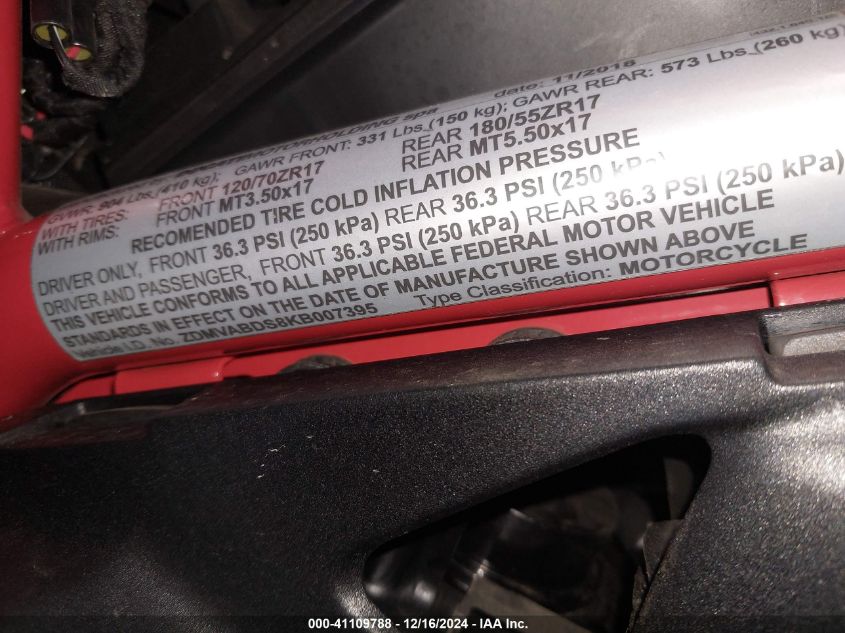 MOTORHOLDING spa date: 11/2018
GVWR: 904 Lbs. (410 kg); GAWR FRONT: 331 Lbs. (150 kg); GAWR REAR: 573 Lbs. (260 kg)
WITH TIRES: FRONT 120/70ZR17 REAR 180/55ZR17
WITH RIMS: FRONT MT3.50x17 REAR MT5.50x17
RECOMENDED TIRE COLD INFLATION PRESSURE
DRIVER ONLY, FRONT 36.3 PSI (250 kPa) REAR 36.3 PSI (250 kPa)
DRIVER AND PASSENGER, FRONT 36.3 PSI (250 kPa) REAR 36.3 PSI (250 kPa)
THIS VEHICLE CONFORMS TO ALL APPLICABLE FEDERAL MOTOR VEHICLE
STANDARDS IN EFFECT ON THE DATE OF MANUFACTURE SHOWN ABOVE
Vehicle I.D. No. ZDMVABDS8KB007395 Type Classification: MOTORCYCLE
000-41109788 - 12/16/2024 - IAA Inc.